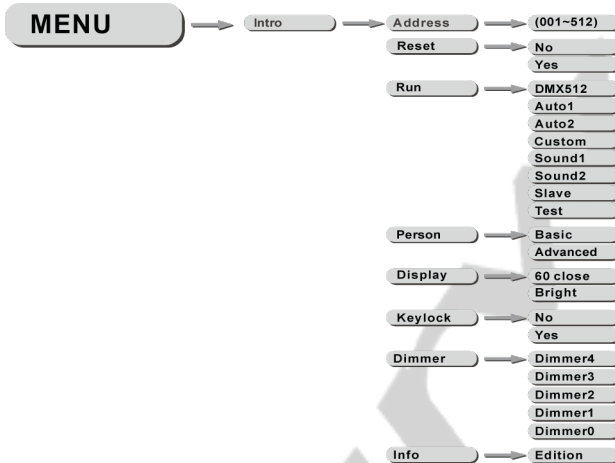 MENU Intro Address (001~512)
Reset No
Yes
Run DMX512
Auto1
Auto2
Custom
Sound1
Sound2
Slave
Test
Person Basic
Advanced
Display 60 close
Bright
Keylock No
Yes
Dimmer Dimmer4
Dimmer3
Dimmer2
Dimmer1
Dimmer0
Info Edition